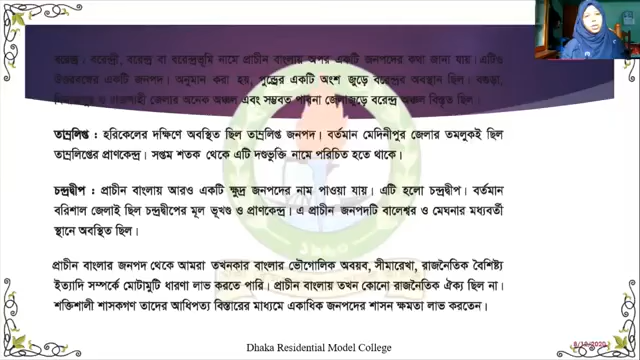 বরেন্দ্র : বরেন্দ্রী, বরেন্দ্র বা বরেন্দ্রভূমি নামে প্রাচীন বাংলায় অপর একটি জনপদের কথা জানা যায়। এটিও
উত্তরবঙ্গের একটি জনপদ। অনুমান করা হয়, পুন্ড্রের একটি অংশ জুড়ে বরেন্দ্রর অবস্থান ছিল। বগুড়া,
দিনাজপুর ও রাজশাহী জেলার অনেক অঞ্চল এবং সম্ভবত পাবনা জেলাজুড়ে বরেন্দ্র অঞ্চল বিস্তৃত ছিল।
তাম্রলিপ্ত : হরিকেলের দক্ষিণে অবস্থিত ছিল তাম্রলিপ্ত জনপদ। বর্তমান মেদিনীপুর জেলার তমলুকই ছিল
তাম্রলিপ্তের প্রাণকেন্দ্র। সপ্তম শতক থেকে এটি দণ্ডভুক্তি নামে পরিচিত হতে থাকে।
চন্দ্রদ্বীপ : প্রাচীন বাংলায় আরও একটি ক্ষুদ্র জনপদের নাম পাওয়া যায়। এটি হলো চন্দ্রদ্বীপ। বর্তমান
বরিশাল জেলাই ছিল চন্দ্রদ্বীপের মূল ভূখণ্ড ও প্রাণকেন্দ্র। এ প্রাচীন জনপদটি বালেশ্বর ও মেঘনার মধ্যবর্তী
স্থানে অবস্থিত ছিল।
প্রাচীন বাংলার জনপদ থেকে আমরা তখনকার বাংলার ভৌগোলিক অবয়ব, সীমারেখা, রাজনৈতিক বৈশিষ্ট্য
ইত্যাদি সম্পর্কে মোটামুটি ধারণা লাভ করতে পারি। প্রাচীন বাংলায় তখন কোনো রাজনৈতিক ঐক্য ছিল না।
শক্তিশালী শাসকগণ তাদের আধিপত্য বিস্তারের মাধ্যমে একাধিক জনপদের শাসন ক্ষমতা লাভ করতেন।
Dhaka Residential Model College